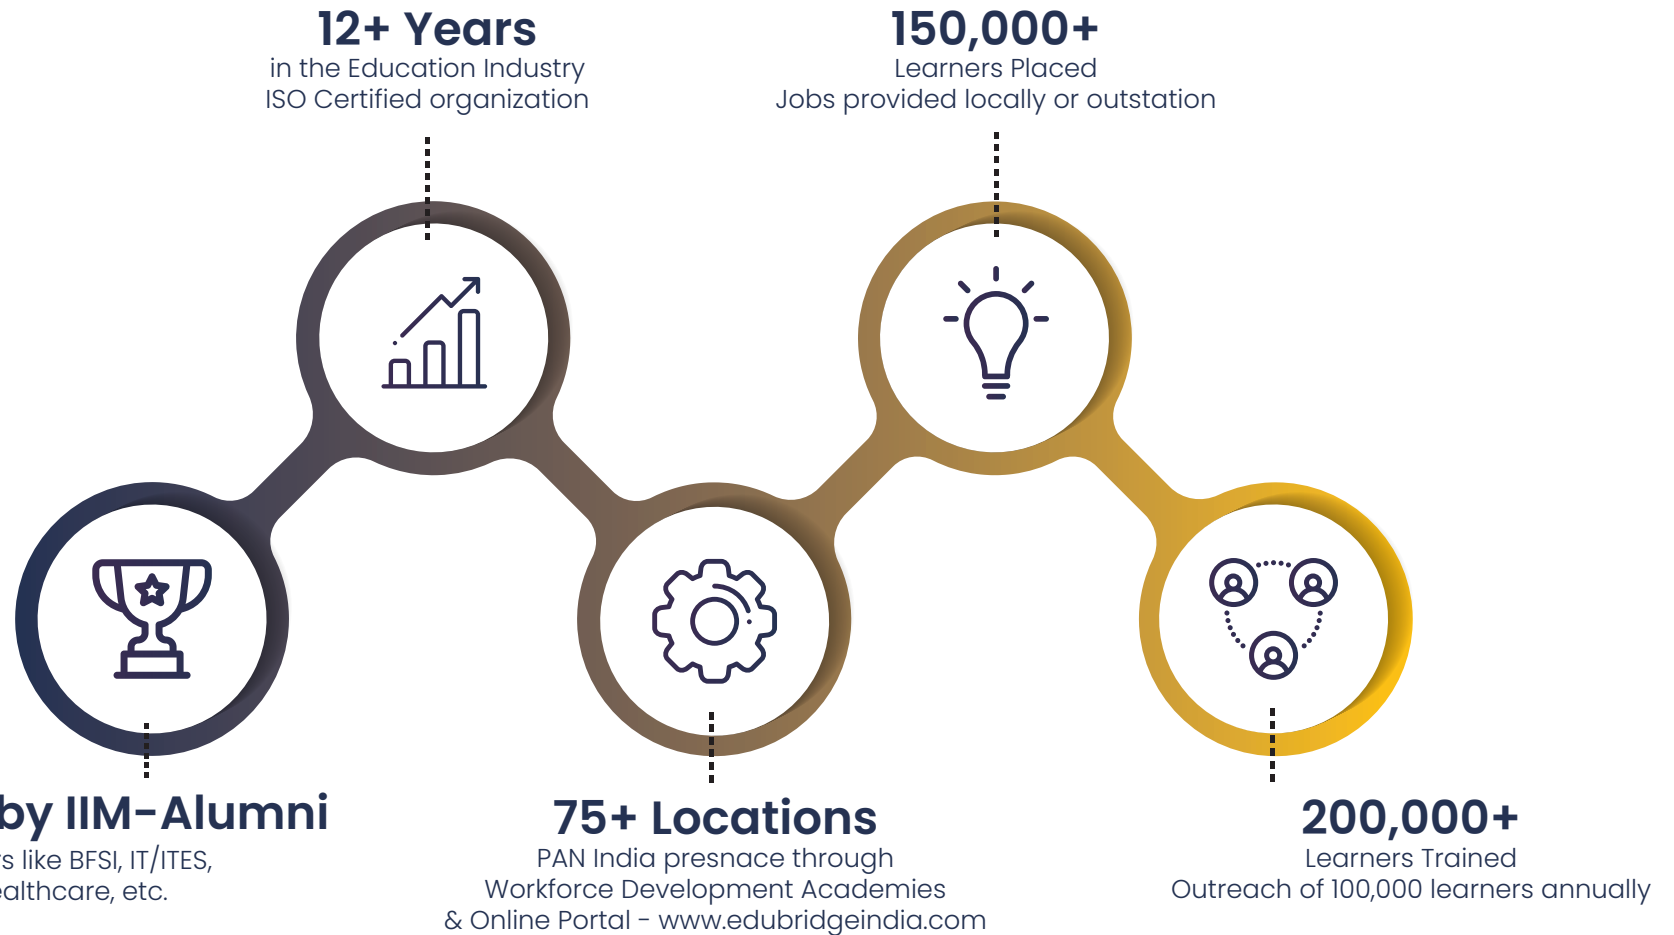 12+ Years
in the Education Industry
ISO Certified organization
150,000+
Learners Placed
Jobs provided locally or outstation
by IIM-Alumni
like BFSI, IT/ITES,
etc.
75+ Locations
PAN India presnace through
Workforce Development Academies
& Online Portal - www.edubridgeindia.com
200,000+
Learners Trained
Outreach of 100,000 learners annually